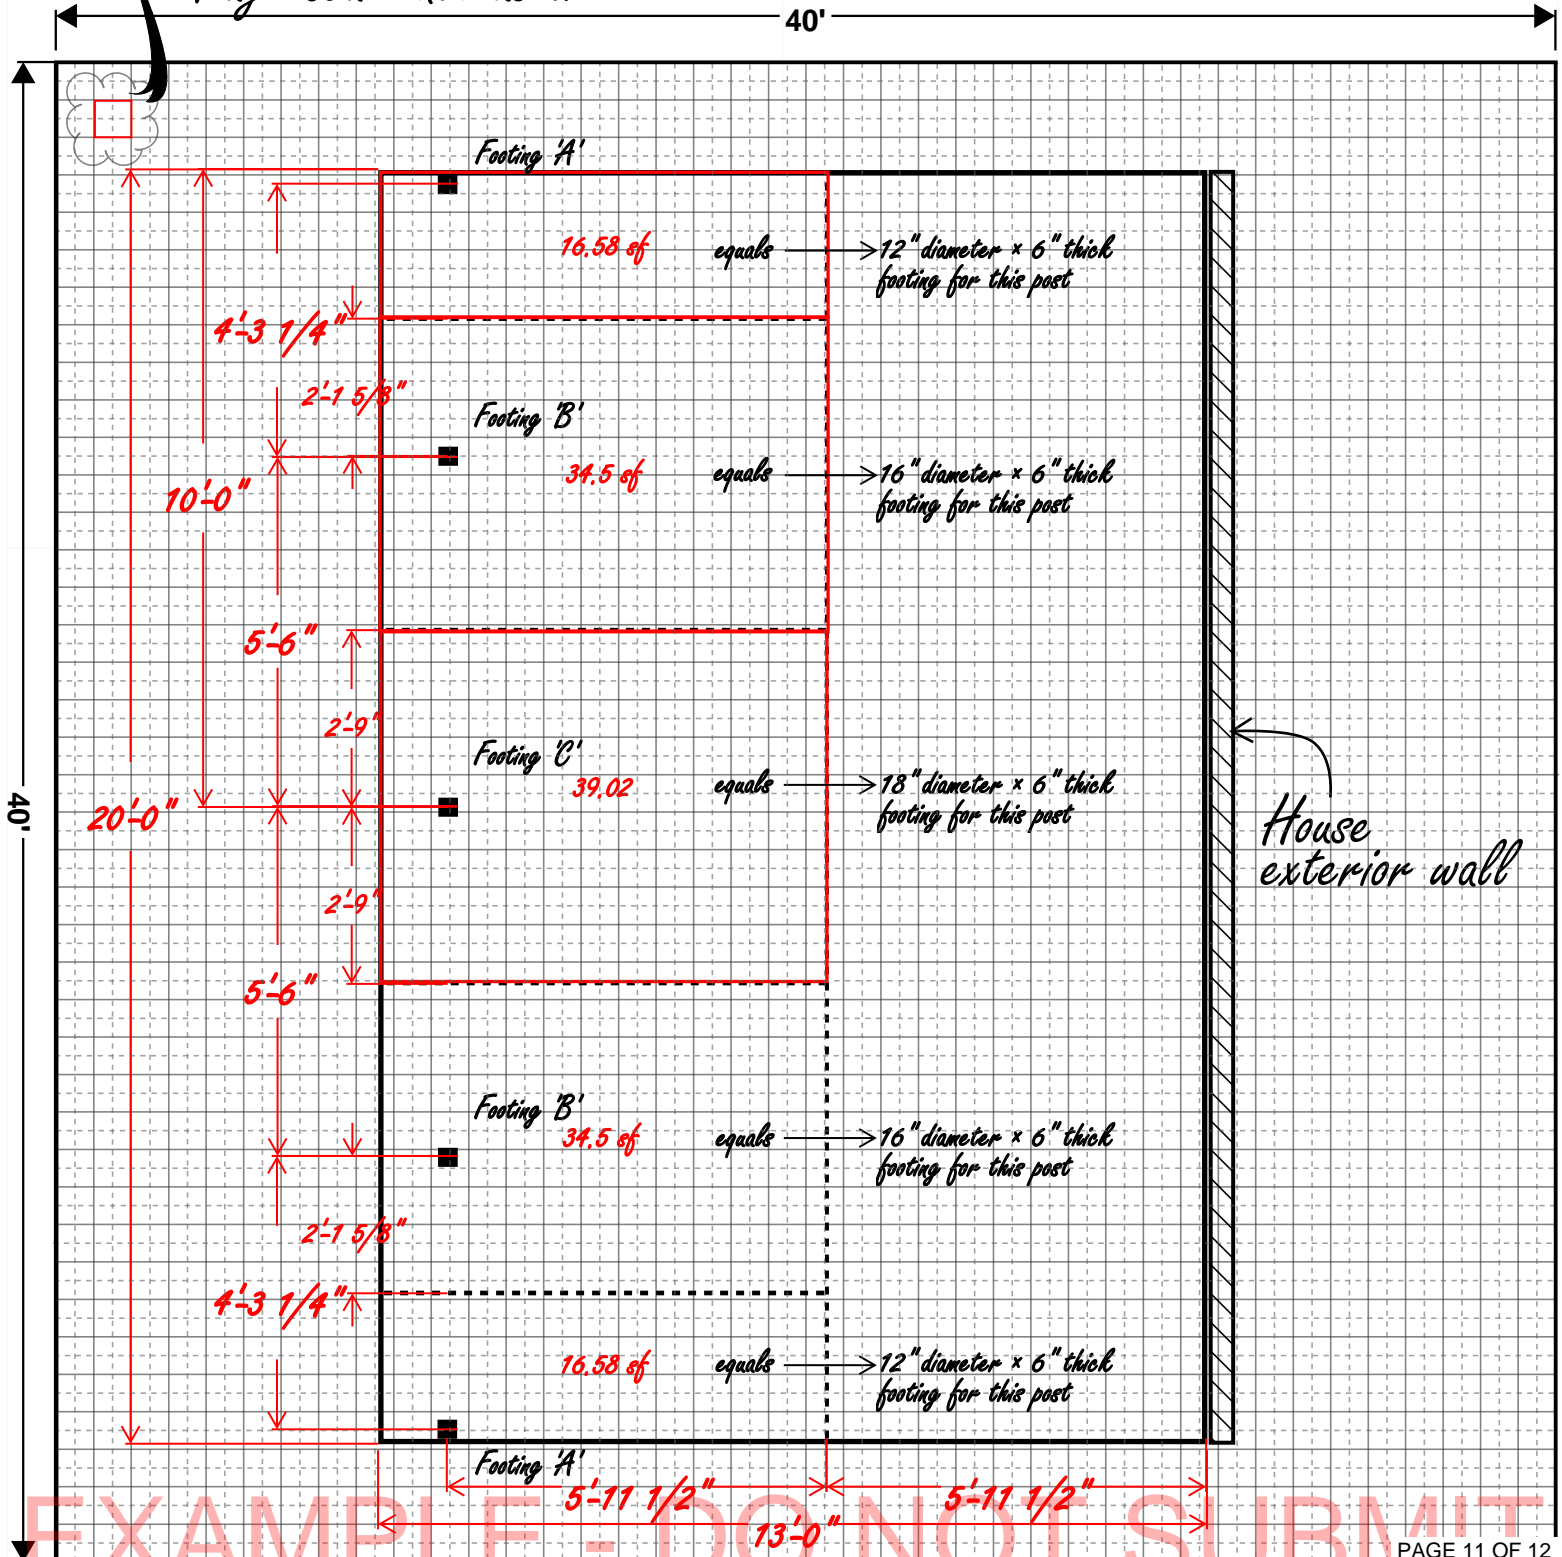 40'
Footing 'A'
16.58 sf equals 12" diameter x 6" thick
footing for this post
4'-3 1/4"
2'-1 5/8"
Footing 'B'
34.5 sf equals 16" diameter x 6" thick
footing for this post
10'-0"
5'-6"
2'-9"
Footing 'C'
39.02 equals 18" diameter x 6" thick
footing for this post
20'-0"
40'
House
exterior wall
2'-9"
5'-6"
Footing 'B'
34.5 sf equals 16" diameter x 6" thick
footing for this post
2'-1 5/8"
4'-3 1/4"
16.58 sf equals 12" diameter x 6" thick
footing for this post
Footing 'A'
5'-11 1/2" 5'-11 1/2"
13'-0"
EXAMPLE - DO NOT SUBMIT
PAGE 11 OF 12